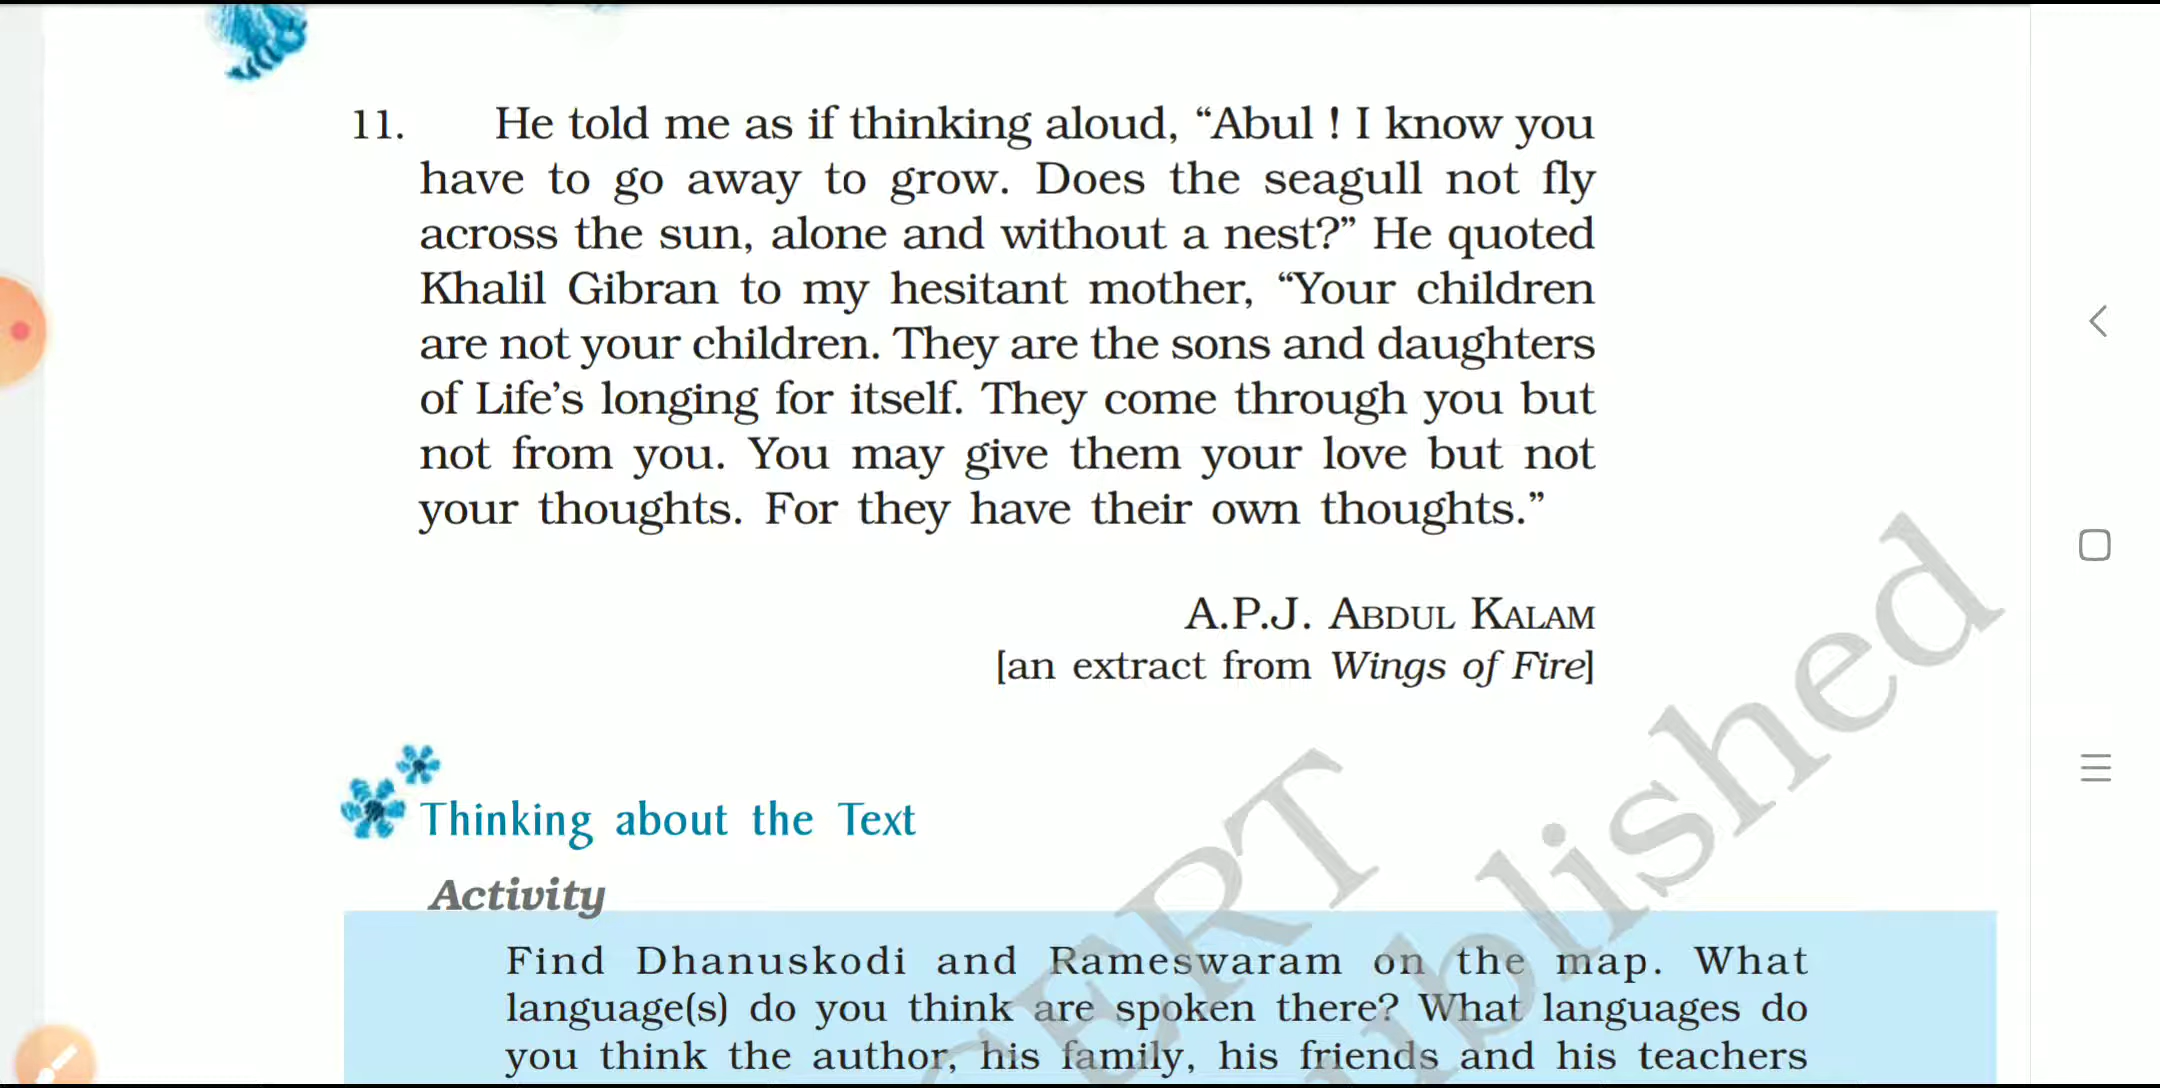 11. He told me as if thinking aloud, “Abul ! I know you
have to go away to grow. Does the seagull not fly
across the sun, alone and without a nest?” He quoted
Khalil Gibran to my hesitant mother, “Your children
are not your children. They are the sons and daughters
of Life’s longing for itself. They come through you but
not from you. You may give them your love but not
your thoughts. For they have their own thoughts.”
A.P.J. ABDUL KALAM
[an extract from Wings of Fire]
Thinking about the Text
Activity
Find Dhanuskodi and Rameswaram on the map. What
language(s) do you think are spoken there? What languages do
you think the author, his family, his friends and his teachers